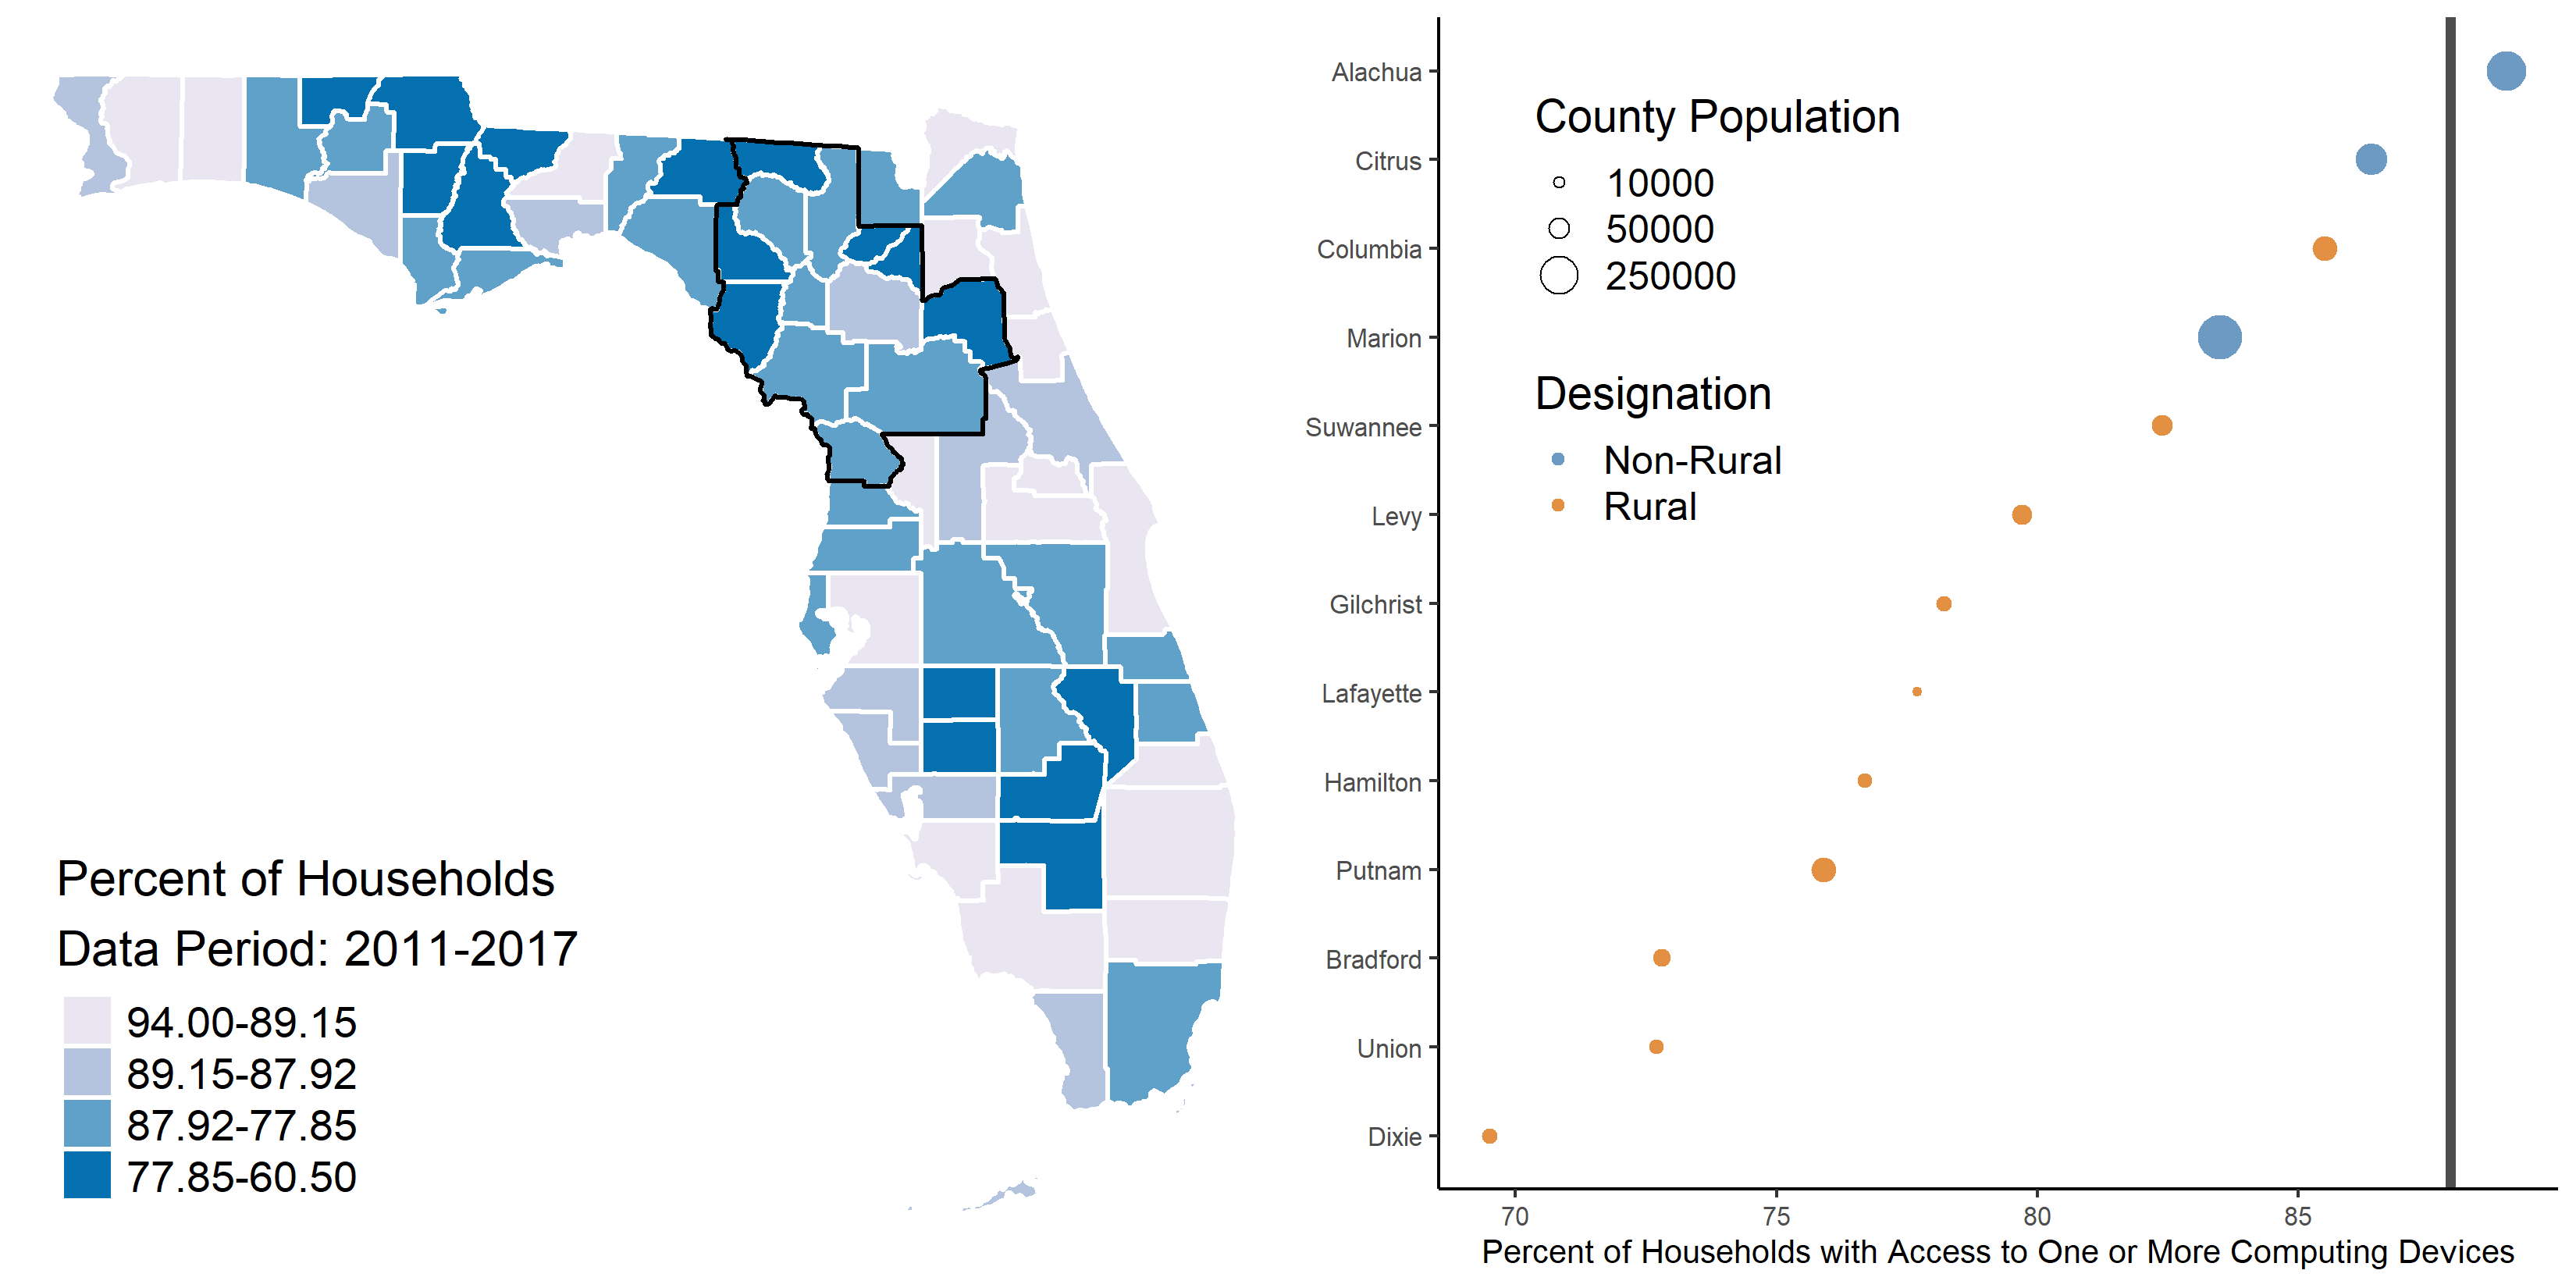 Percent of Households
Data Period: 2011-2017
94.00-89.15
89.15-87.92
87.92-77.85
77.85-60.50
Alachua
Citrus
Columbia
Marion
Suwannee
Levy
Gilchrist
Lafayette
Hamilton
Putnam
Bradford
Union
Dixie
County Population
10000
50000
250000
Designation
Non-Rural
Rural
70 75 80 85
Percent of Households with Access to One or More Computing Devices